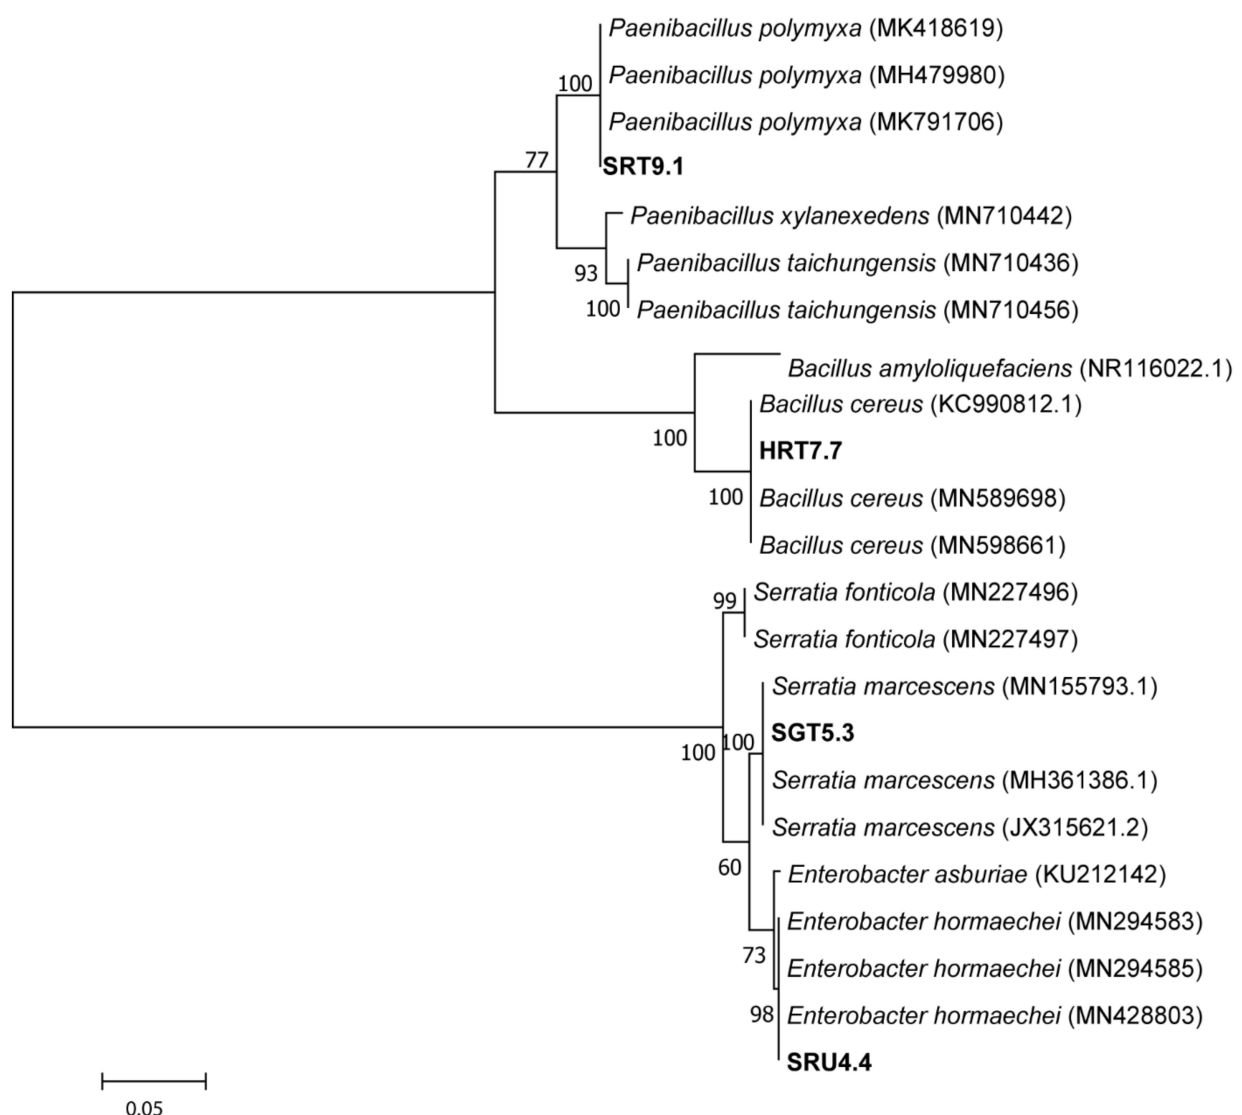 Paenibacillus polymyxa (MK418619)
Paenibacillus polymyxa (MH479980)
100
Paenibacillus polymyxa (MK791706)
77
SRT9.1
Paenibacillus xylanexedens (MN710442)
Paenibacillus taichungensis (MN710436)
93
100
Paenibacillus taichungensis (MN710456)
Bacillus amyloliquefaciens (NR116022.1)
Bacillus cereus (KC990812.1)
100
HRT7.7
100
Bacillus cereus (MN589698)
Bacillus cereus (MN598661)
99
Serratia fonticola (MN227496)
Serratia fonticola (MN227497)
Serratia marcescens (MN155793.1)
SGT5.3
100
100
Serratia marcescens (MH361386.1)
Serratia marcescens (JX315621.2)
60
Enterobacter asburiae (KU212142)
Enterobacter hormaechei (MN294583)
73
Enterobacter hormaechei (MN294585)
98
Enterobacter hormaechei (MN428803)
SRU4.4
0.05